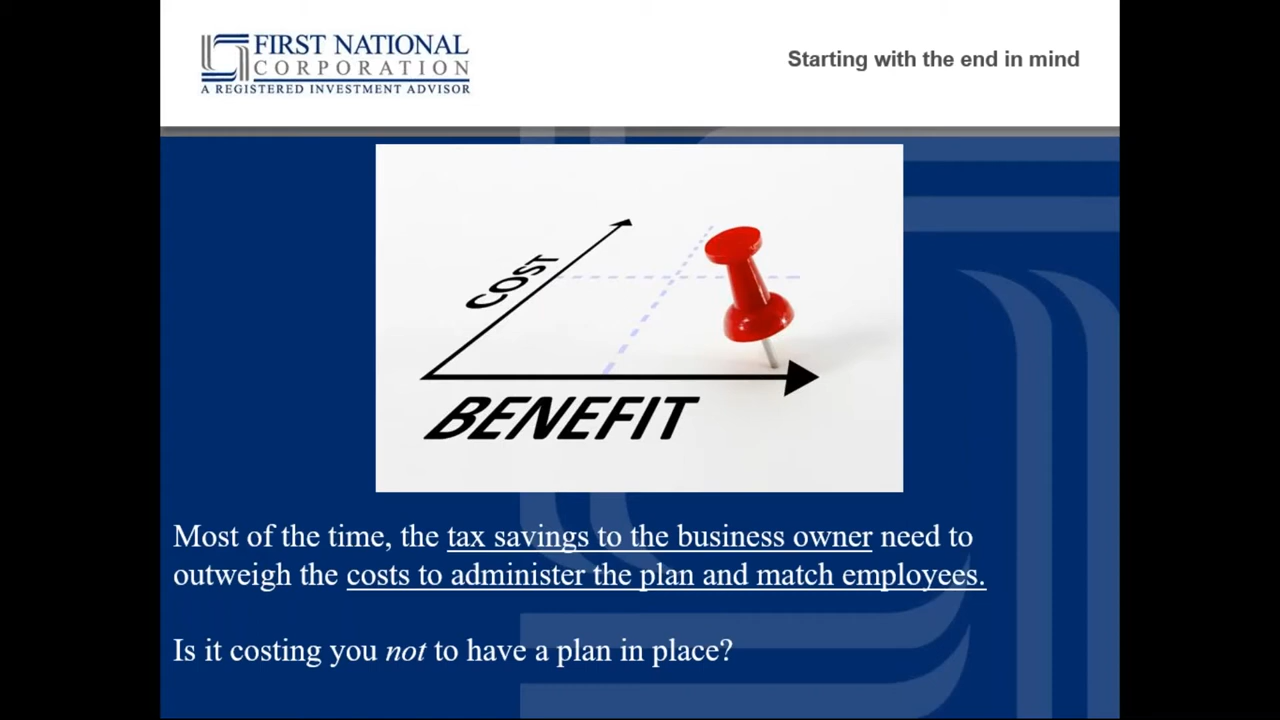 FIRST NATIONAL
CORPORATION
A REGISTERED INVESTMENT ADVISOR
Starting with the end in mind
COST
BENEFIT
Most of the time, the tax savings to the business owner need to
outweigh the costs to administer the plan and match employees.
Is it costing you not to have a plan in place?